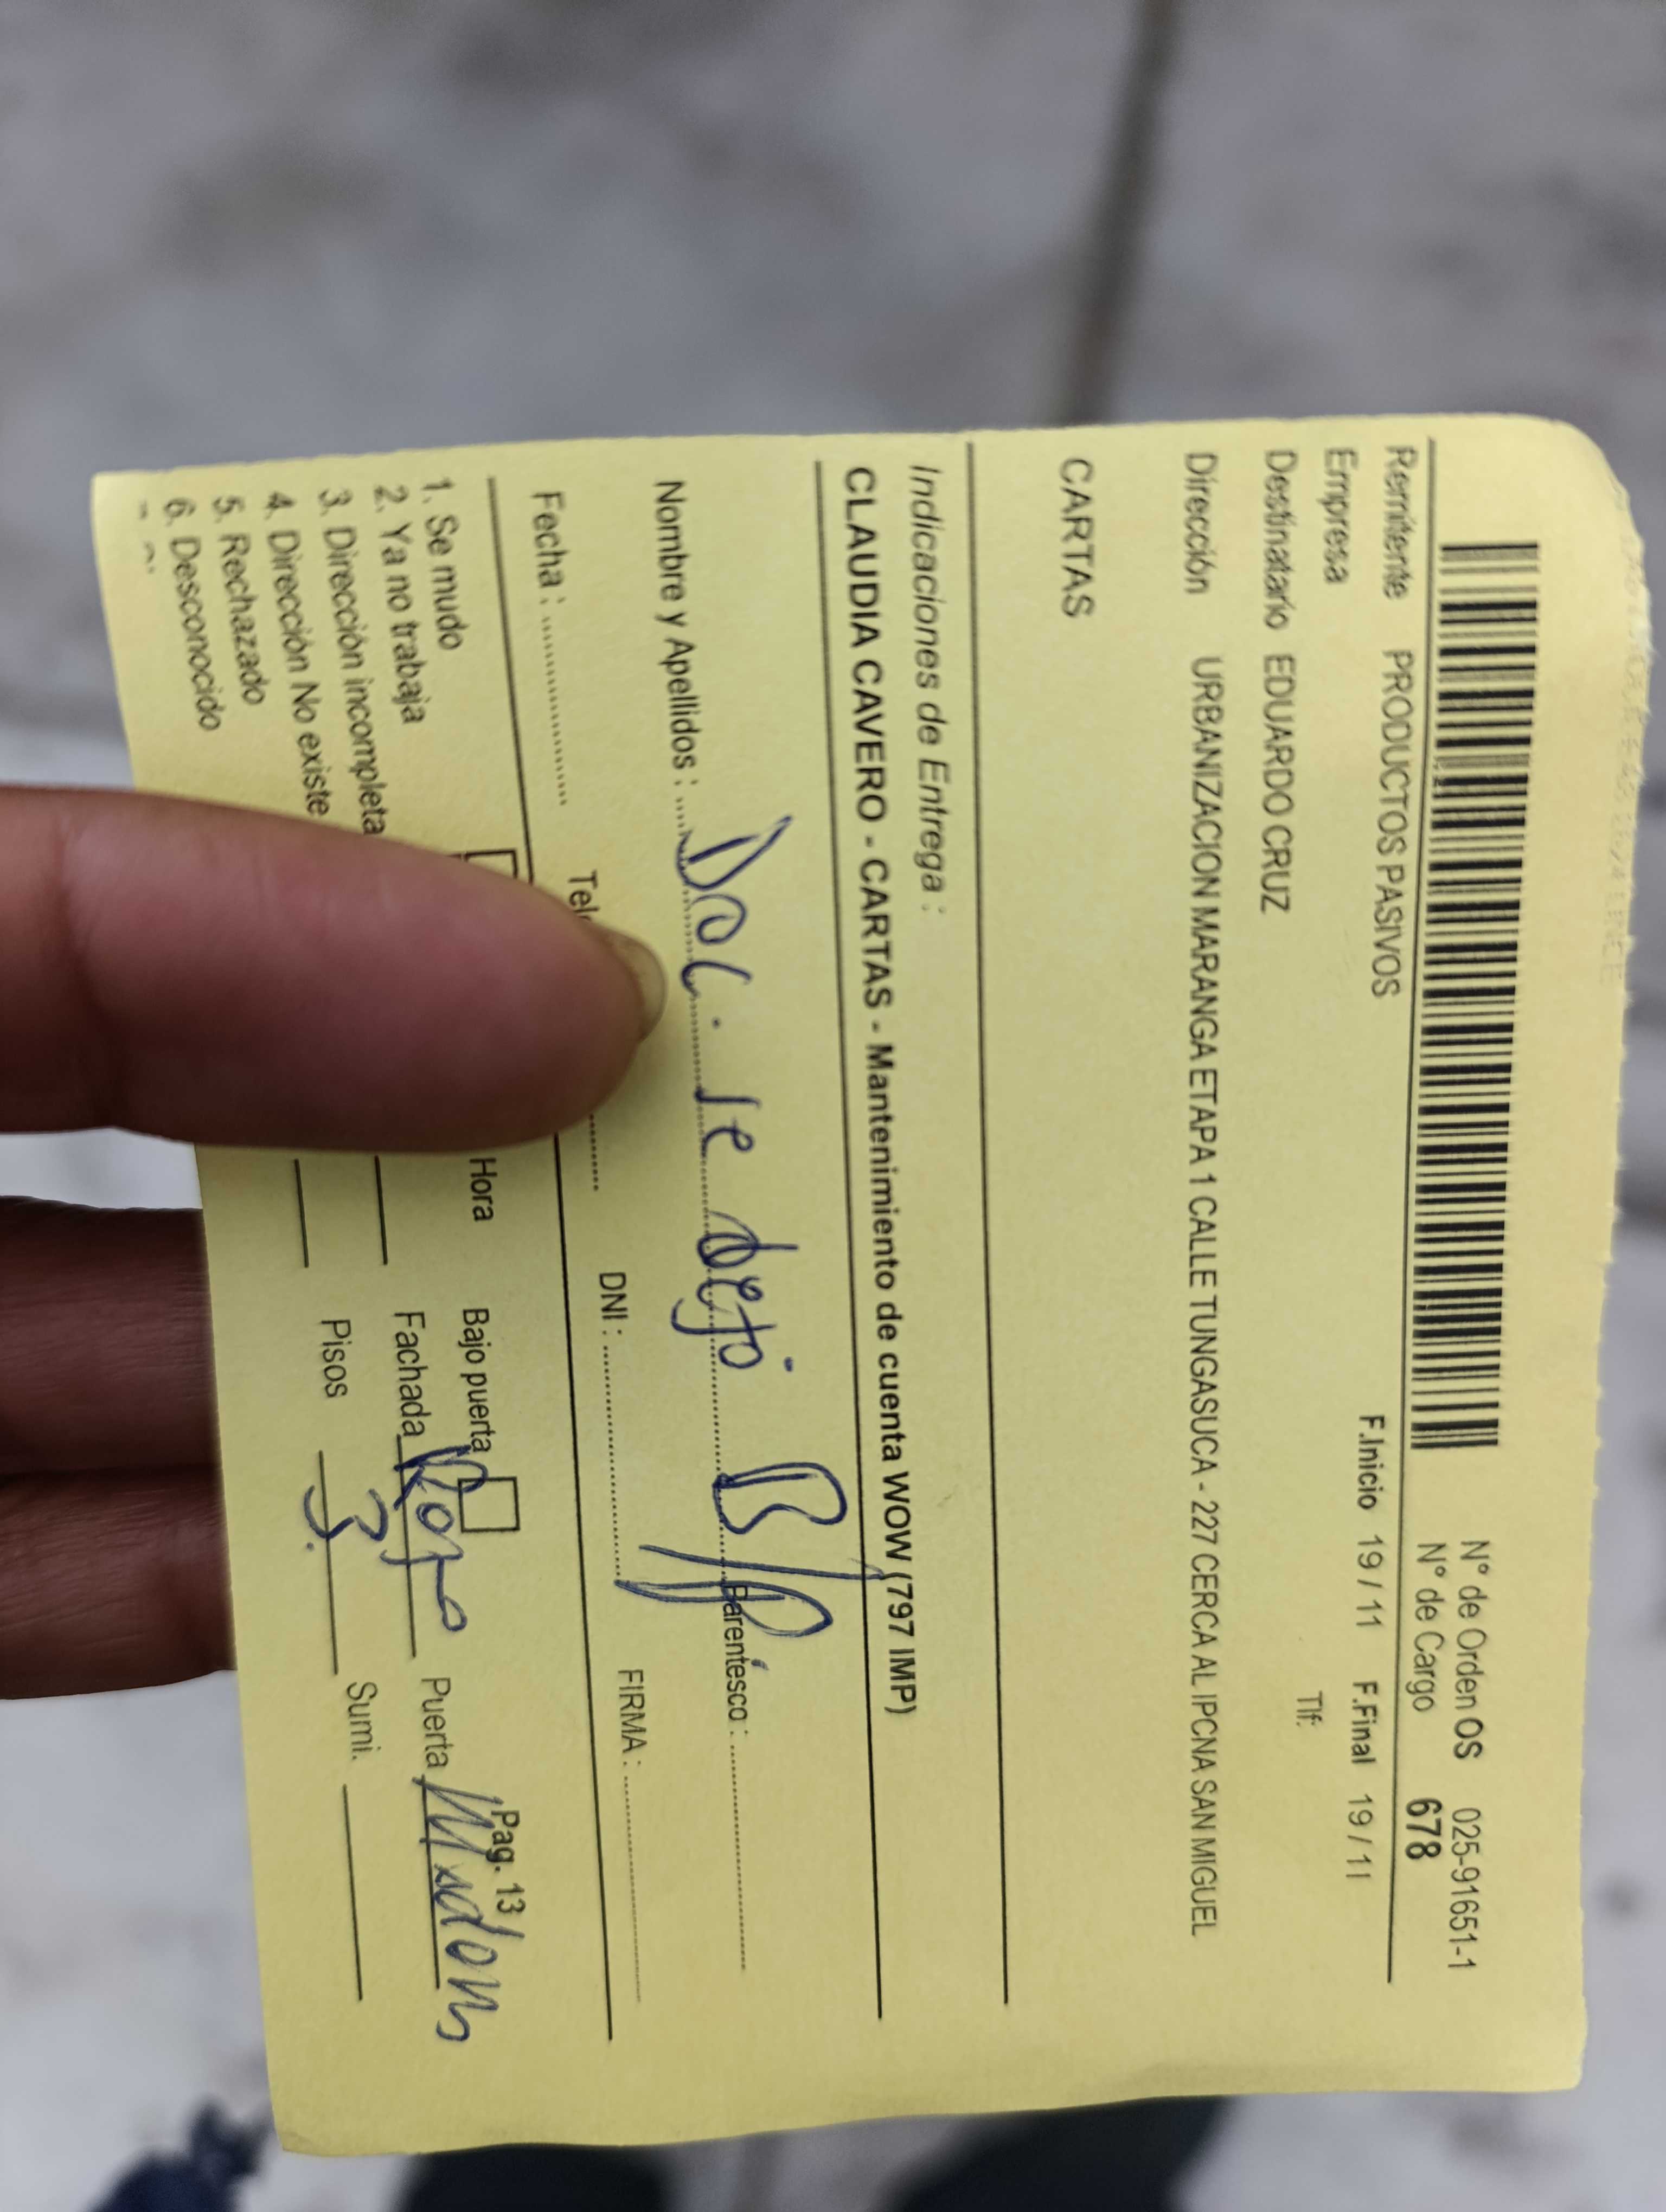 N° de Orden OS 025-91651-1
N° de Cargo 678
Remitente PRODUCTOS PASIVOS F.Inicio 19 / 11 F.Final 19 / 11
Empresa
Destinatario EDUARDO CRUZ Tlf:
Dirección URBANIZACION MARANGA ETAPA 1 CALLE TUNGASUCA - 227 CERCA AL IPCNA SAN MIGUEL
CARTAS
Indicaciones de Entrega :
CLAUDIA CAVERO - CARTAS - Mantenimiento de cuenta WOW (797 IMP)
Nombre y Apellidos : Doc. se dejo B/P Parentesco :
Fecha : DNI : FIRMA :
Pag. 13
1. Se mudo Hora Bajo puerta
2. Ya no trabaja Fachada Rojo Puerta Madera
3. Dirección incompleta Pisos 3. Sumi.
4. Dirección No existe
5. Rechazado
6. Desconocido